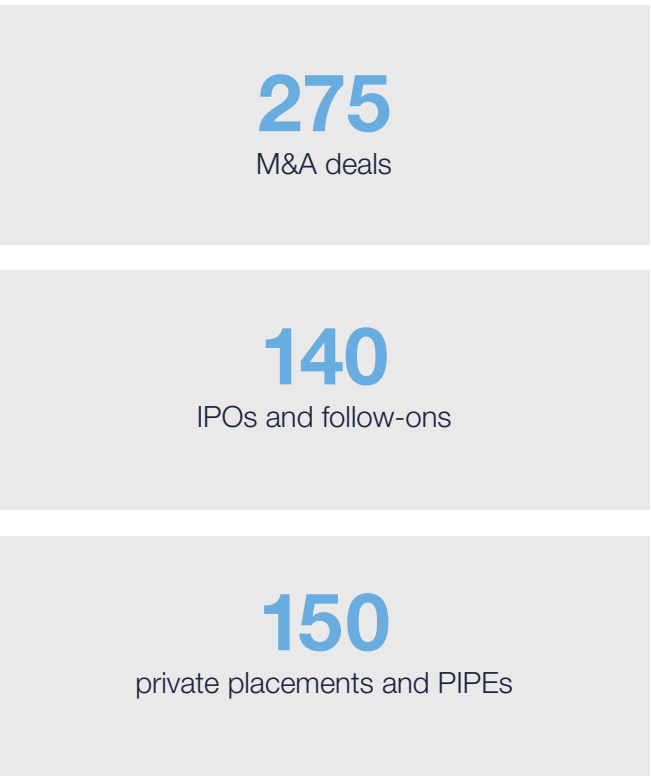 275
M&A deals
140
IPOs and follow-ons
150
private placements and PIPEs